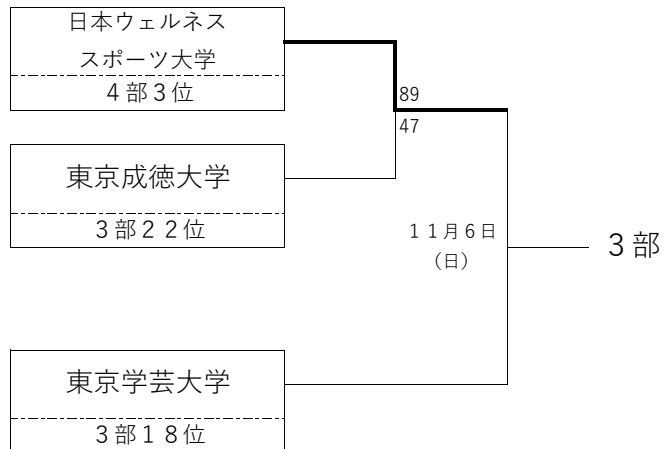 日本ウェルネス
スポーツ大学
４部３位
89
47
東京成徳大学
３部２２位
１１月６日
（日）
３部
東京学芸大学
３部１８位